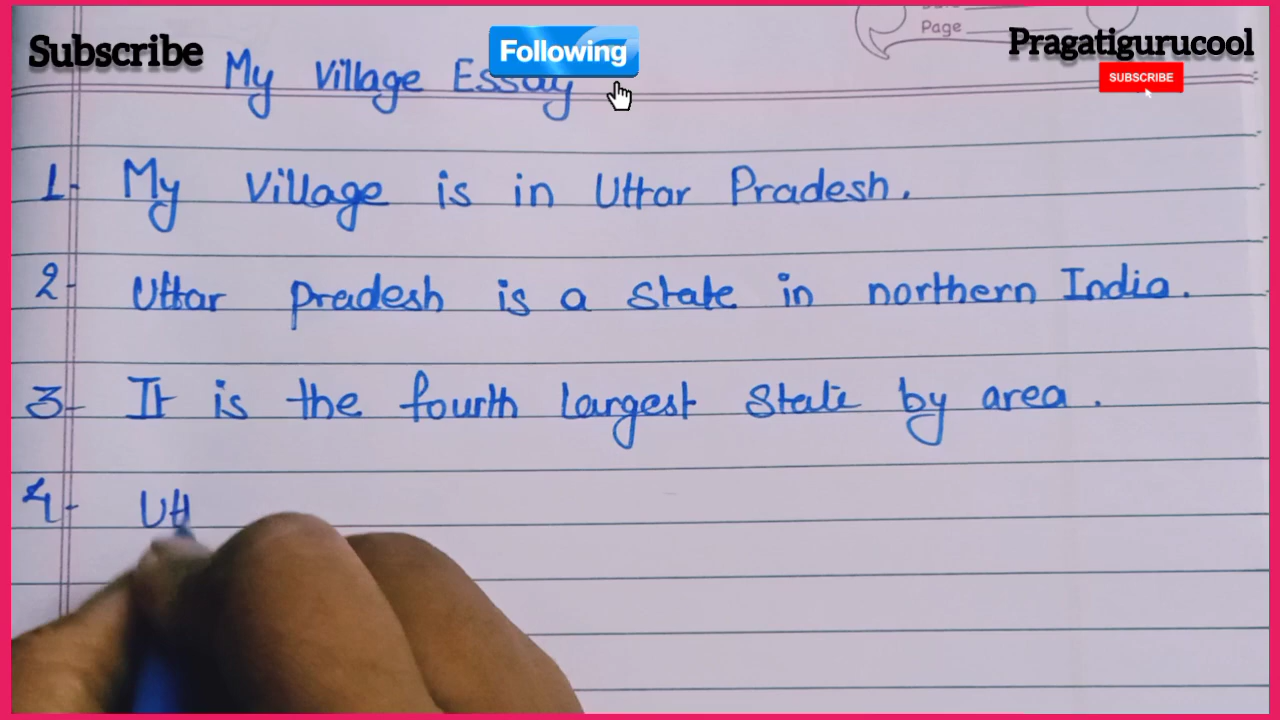 Page
Subscribe
Following
Pragatigurucool
SUBSCRIBE
My Village Essay
1- My Village is in Uttar Pradesh.
2- Uttar pradesh is a state in northern India.
3- It is the fourth largest State by area.
4- Utt